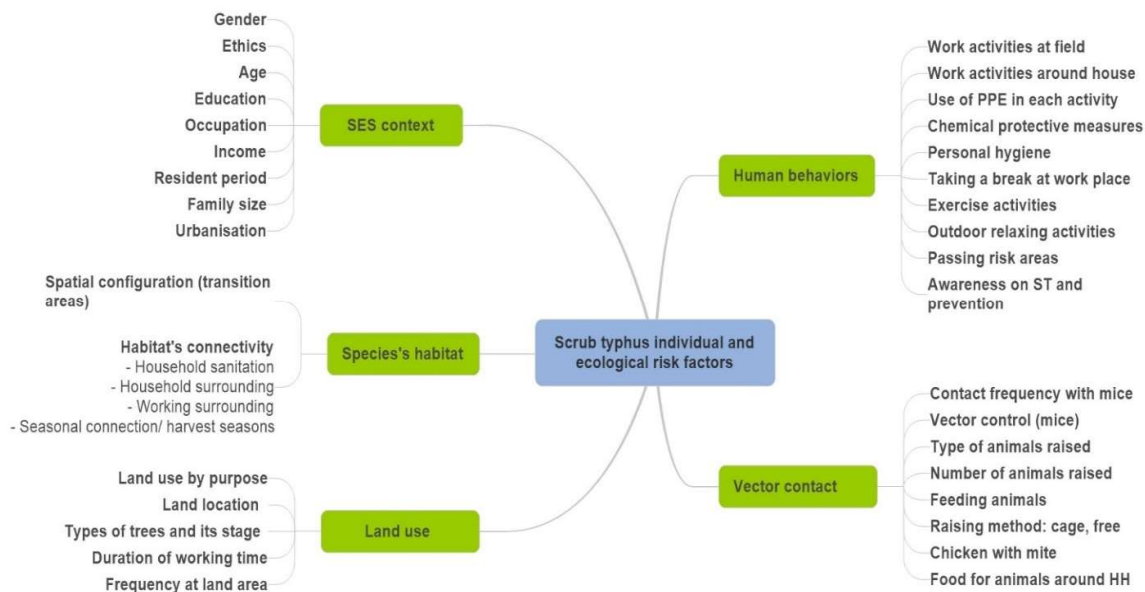 Gender
Ethics
Age
Education
Occupation
Income
Resident period
Family size
Urbanisation
SES context
Spatial configuration (transition
areas)
Habitat's connectivity
- Household sanitation
- Household surrounding
- Working surrounding
- Seasonal connection/ harvest seasons
Species's habitat
Land use by purpose
Land location
Types of trees and its stage
Duration of working time
Frequency at land area
Land use
Scrub typhus individual and
ecological risk factors
Human behaviors
Work activities at field
Work activities around house
Use of PPE in each activity
Chemical protective measures
Personal hygiene
Taking a break at work place
Exercise activities
Outdoor relaxing activities
Passing risk areas
Awareness on ST and
prevention
Vector contact
Contact frequency with mice
Vector control (mice)
Type of animals raised
Number of animals raised
Feeding animals
Raising method: cage, free
Chicken with mite
Food for animals around HH